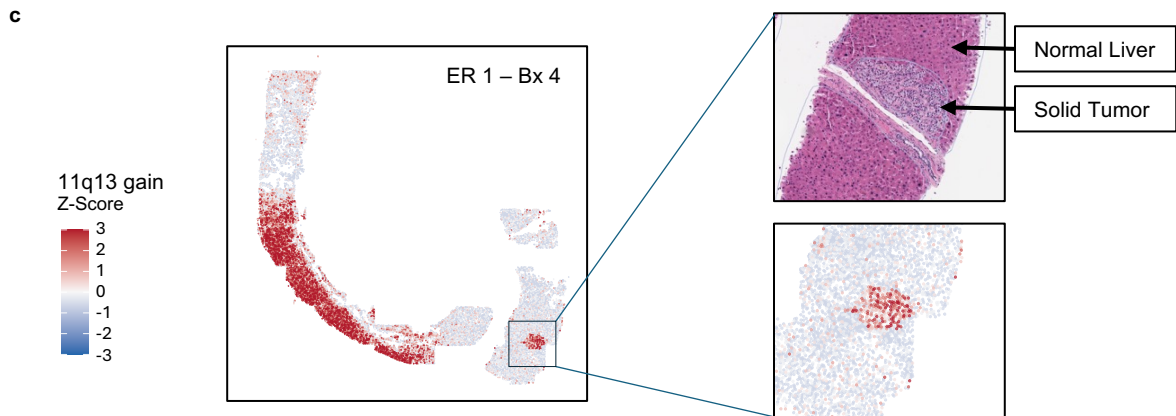 c
ER 1 – Bx 4
Normal Liver
Solid Tumor
11q13 gain
Z-Score
3
2
1
0
-1
-2
-3